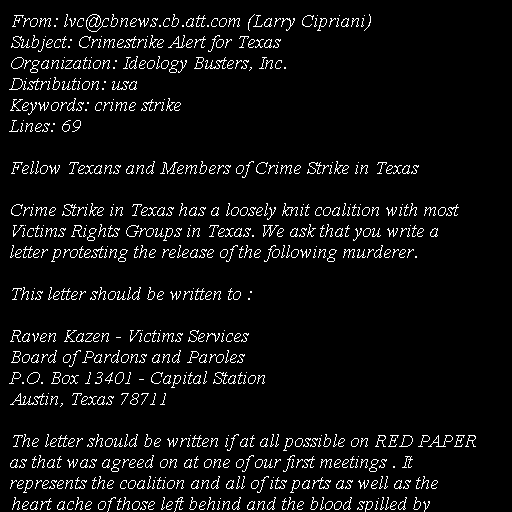 From: lvc@cbnews.cb.att.com (Larry Cipriani)
Subject: Crimestrike Alert for Texas
Organization: Ideology Busters, Inc.
Distribution: usa
Keywords: crime strike
Lines: 69

Fellow Texans and Members of Crime Strike in Texas

Crime Strike in Texas has a loosely knit coalition with most
Victims Rights Groups in Texas. We ask that you write a
letter protesting the release of the following murderer.

This letter should be written to :

Raven Kazen - Victims Services
Board of Pardons and Paroles
P.O. Box 13401 - Capital Station
Austin, Texas 78711

The letter should be written if at all possible on RED PAPER
as that was agreed on at one of our first meetings . It
represents the coalition and all of its parts as well as the
heart ache of those left behind and the blood spilled by